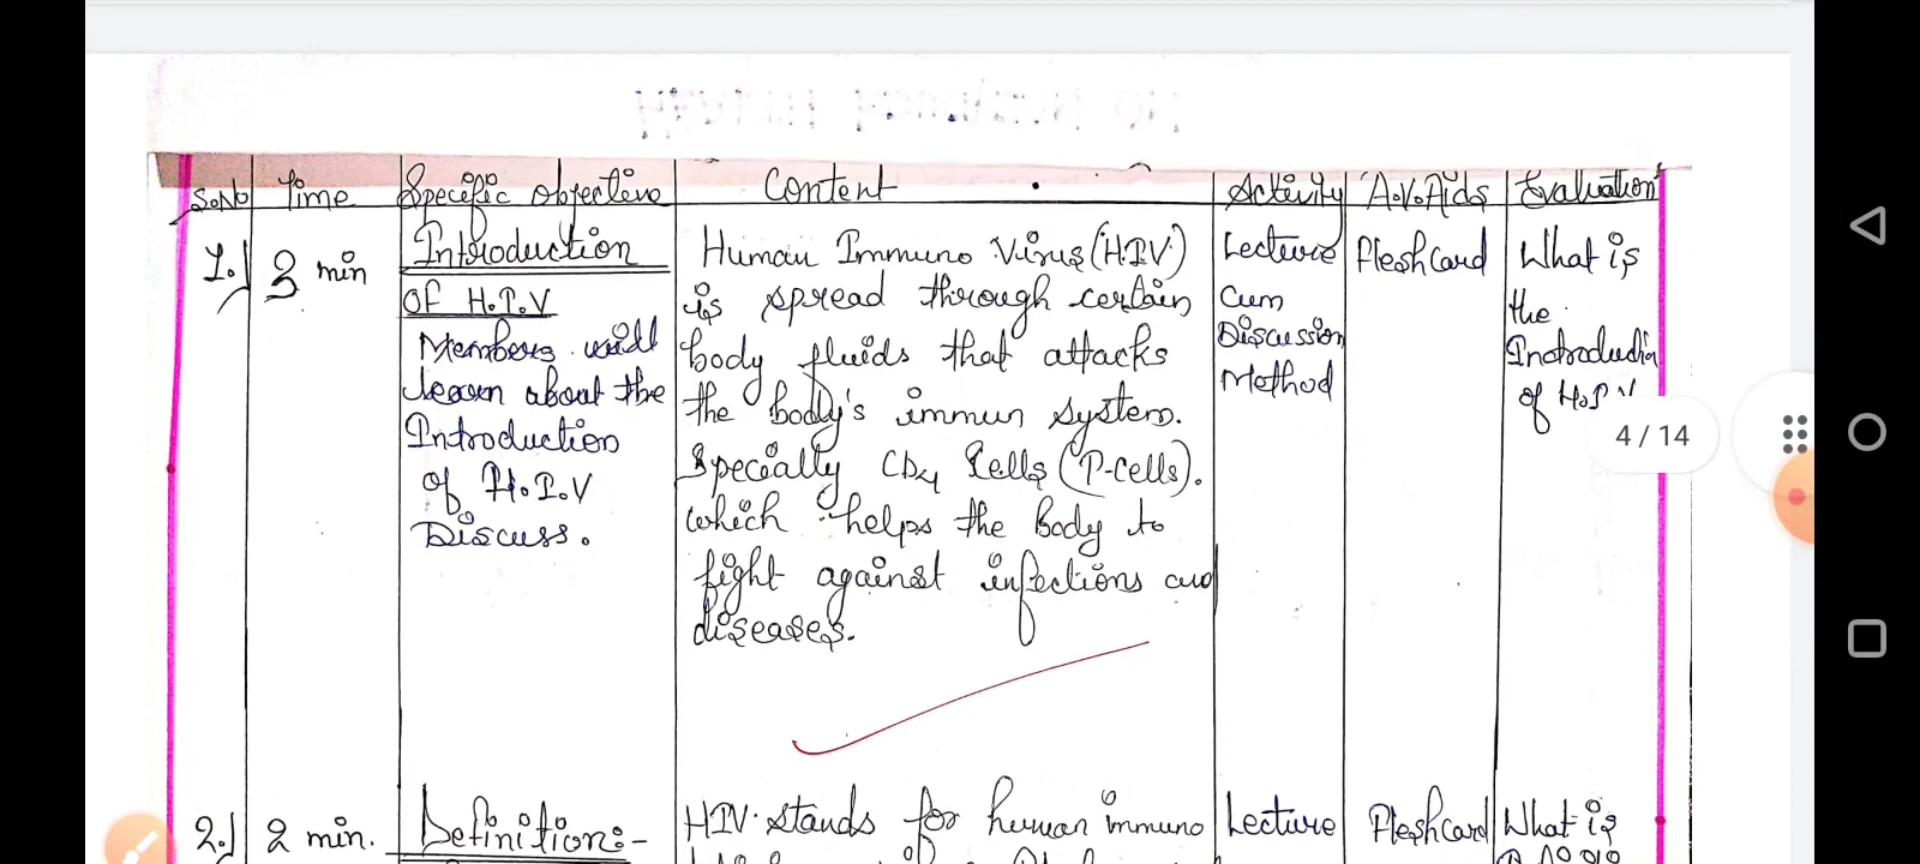 S.No Time Specific Objective Content Activity A.V.Aids Evaluation
1.) 3 min
Introduction
Of H.I.V
Members will
learn about the
Introduction
of H.I.V
Discuss.
Human Immuno Virus (HIV)
is spread through certain
body fluids that attacks
the body's immun system.
specially CD4 Cells (T-cells).
which helps the Body to
fight against infections and
diseases.
Lecture
Cum
Discussion
Method
Fleshcard
What is
the
Introduction
of H.I.V
4 / 14
2.) 2 min.
Definition:-
HIV stands for human immuno
Lecture
Fleshcard
What is